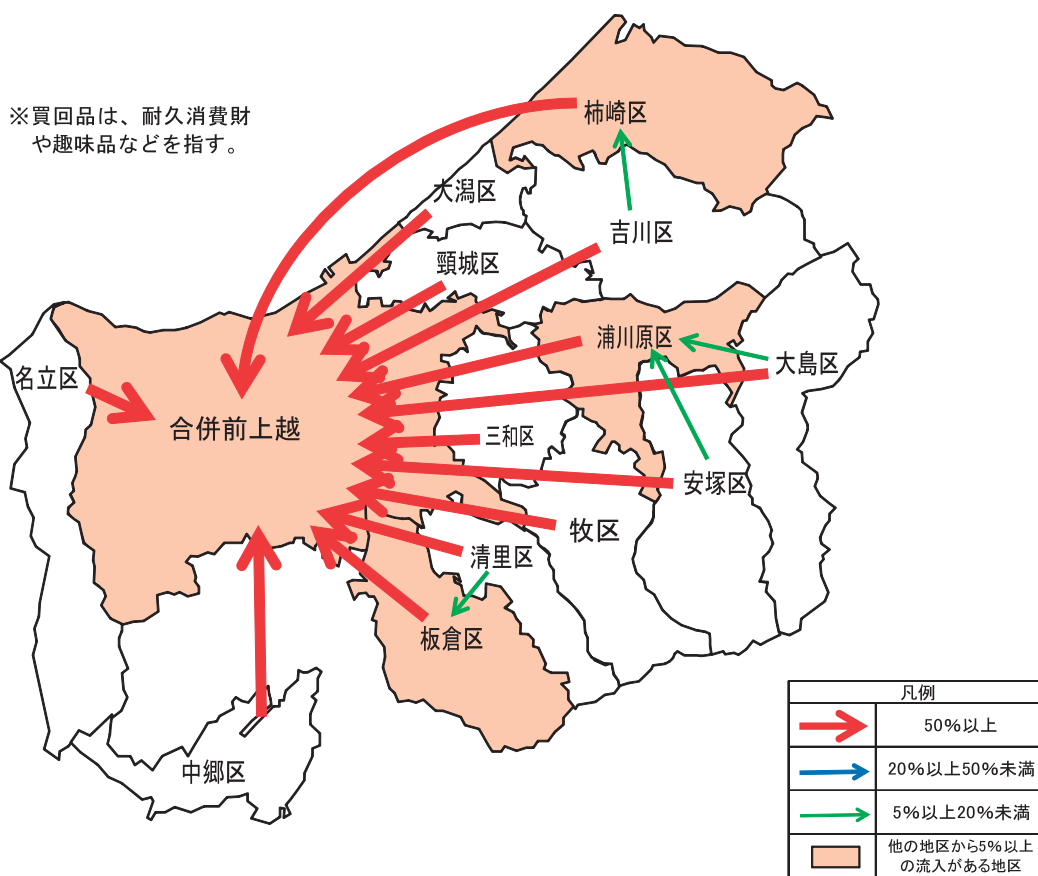 ※買回品は、耐久消費財
や趣味品などを指す。
柿崎区
大潟区
吉川区
頸城区
浦川原区
大島区
名立区
合併前上越
三和区
安塚区
牧区
清里区
板倉区
中郷区
凡例
50%以上
20%以上50%未満
5%以上20%未満
他の地区から5%以上
の流入がある地区